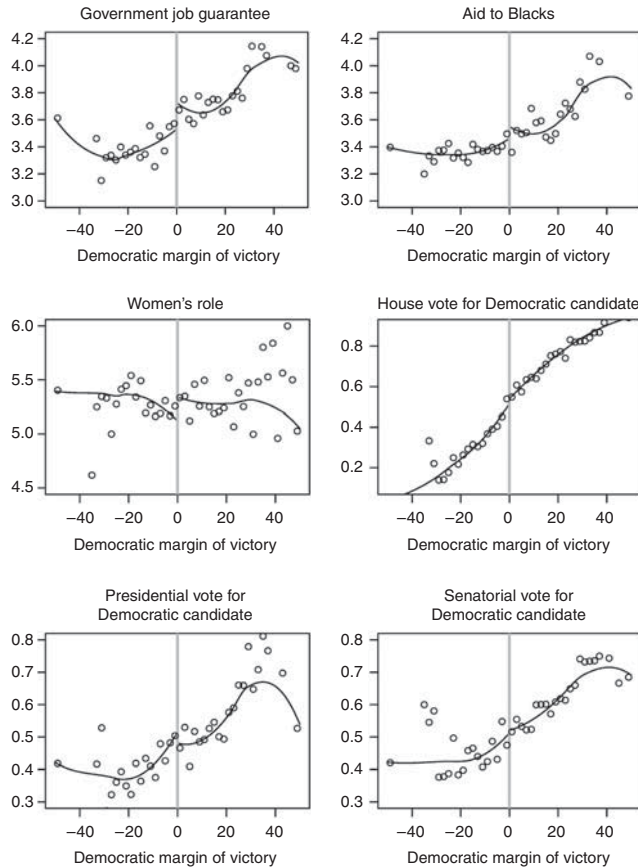 Government job guarantee
4.2
4.0
3.8
3.6
3.4
3.2
3.0
−40 −20 0 20 40
Democratic margin of victory
Aid to Blacks
4.2
4.0
3.8
3.6
3.4
3.2
3.0
−40 −20 0 20 40
Democratic margin of victory
Women’s role
6.0
5.5
5.0
4.5
−40 −20 0 20 40
Democratic margin of victory
House vote for Democratic candidate
0.8
0.6
0.4
0.2
−40 −20 0 20 40
Democratic margin of victory
Presidential vote for
Democratic candidate
0.8
0.7
0.6
0.5
0.4
0.3
−40 −20 0 20 40
Democratic margin of victory
Senatorial vote for
Democratic candidate
0.8
0.7
0.6
0.5
0.4
0.3
−40 −20 0 20 40
Democratic margin of victory